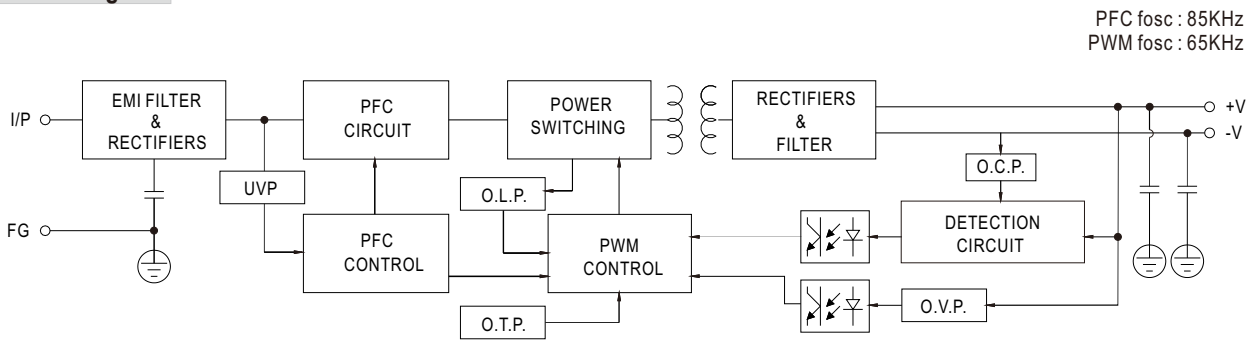 PFC fosc : 85KHz
PWM fosc : 65KHz
I/P
EMI FILTER
&
RECTIFIERS
PFC
CIRCUIT
POWER
SWITCHING
RECTIFIERS
&
FILTER
+V
-V
UVP
O.L.P.
O.C.P.
FG
PFC
CONTROL
PWM
CONTROL
DETECTION
CIRCUIT
O.T.P.
O.V.P.